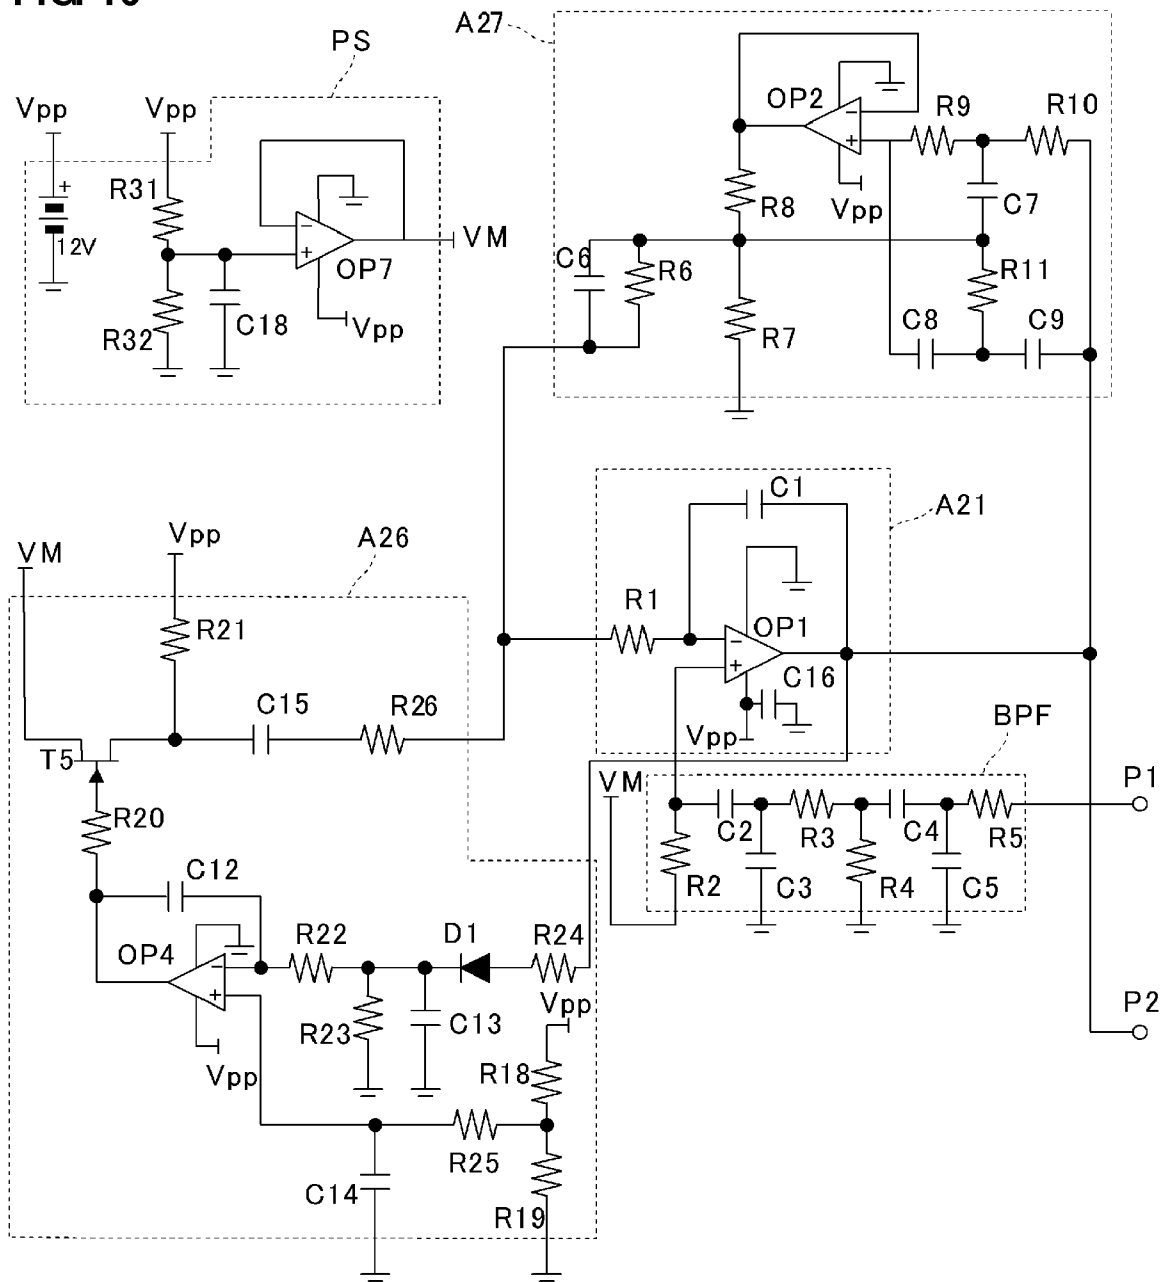 PS
A27
Vpp
Vpp
OP2
R9
R10
R31
+
−
+
R8
Vpp
C7
12V
−
+
OP7
VM
C6
R6
R11
R32
C18
Vpp
R7
C8
C9
C1
A21
VM
Vpp
A26
R1
OP1
R21
−
+
C16
C15
R26
Vpp
BPF
T5
VM
P1
R20
C2
R3
C4
R5
C12
R2
C3
R4
C5
OP4
R22
D1
R24
−
+
Vpp
P2
R23
C13
Vpp
R18
R25
C14
R19